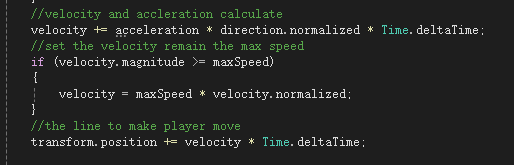 //velocity and accleration calculate
velocity += acceleration * direction.normalized * Time.deltaTime;
//set the velocity remain the max speed
if (velocity.magnitude >= maxSpeed)
{
velocity = maxSpeed * velocity.normalized;
}
//the line to make player move
transform.position += velocity * Time.deltaTime;